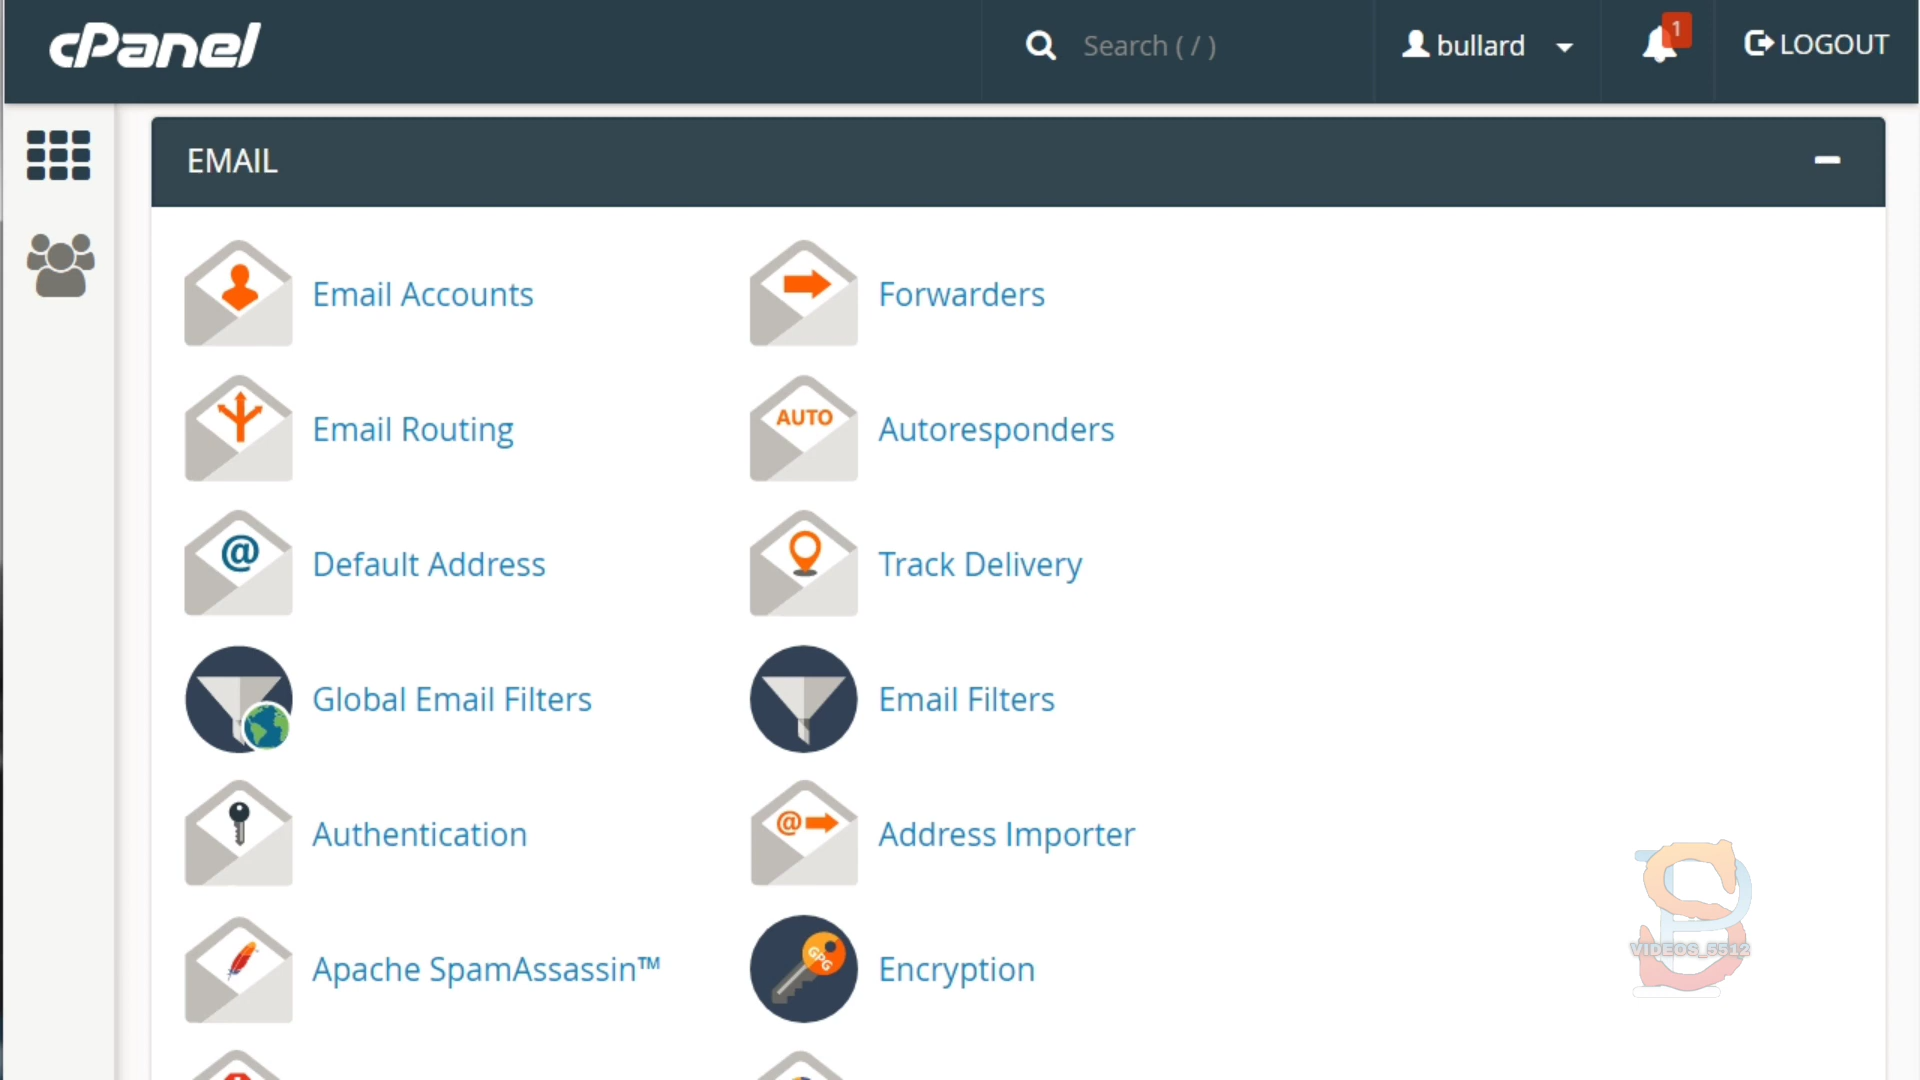 cPanel
Search ( / )
bullard
1
LOGOUT
EMAIL
Email Accounts
Forwarders
Email Routing
AUTO
Autoresponders
@
Default Address
Track Delivery
Global Email Filters
Email Filters
Authentication
@
Address Importer
Apache SpamAssassin™
GPG
Encryption
VIDEOS_5512